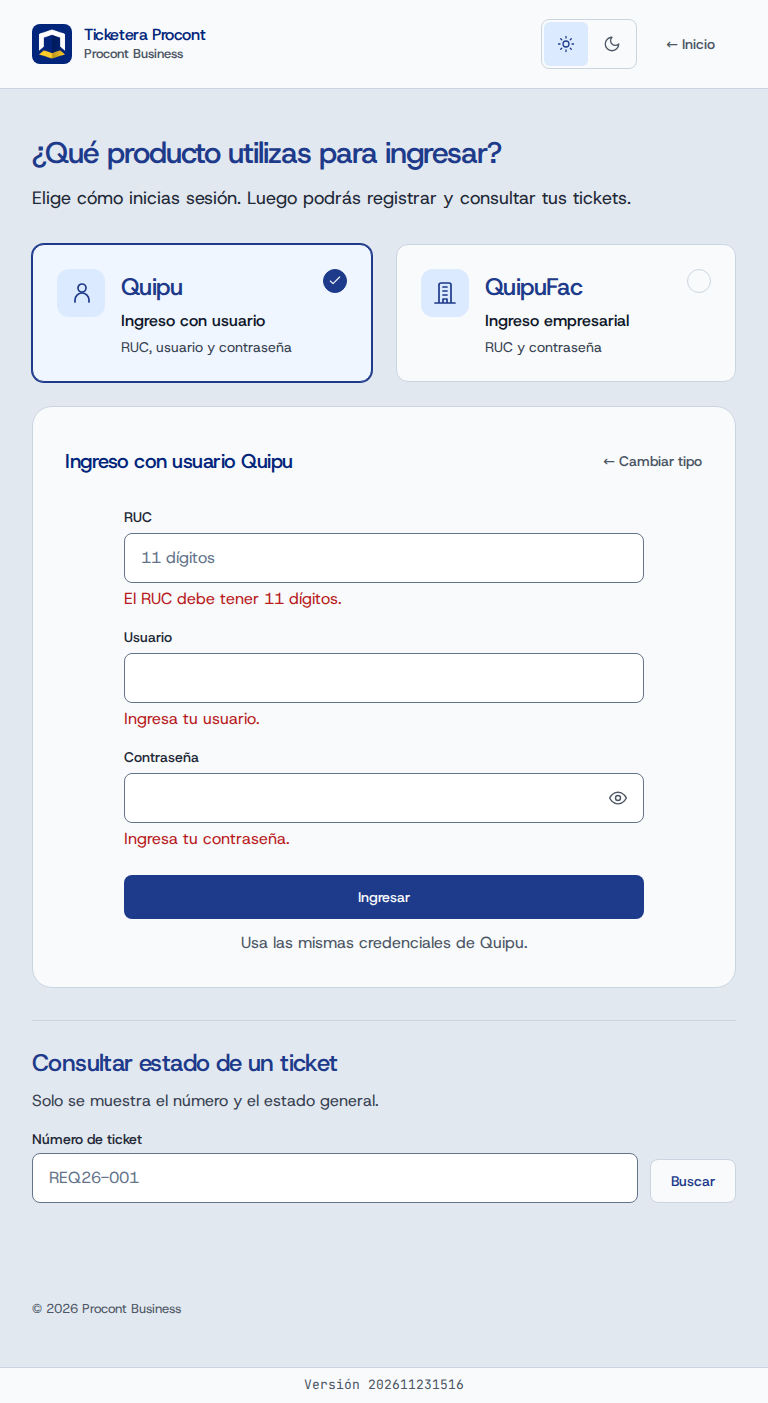 Ticketera Procont
Procont Business
← Inicio
¿Qué producto utilizas para ingresar?
Elige cómo inicias sesión. Luego podrás registrar y consultar tus tickets.
Quipu
Ingreso con usuario
RUC, usuario y contraseña
QuipuFac
Ingreso empresarial
RUC y contraseña
Ingreso con usuario Quipu
← Cambiar tipo
RUC
11 dígitos
El RUC debe tener 11 dígitos.
Usuario
Ingresa tu usuario.
Contraseña
Ingresa tu contraseña.
Ingresar
Usa las mismas credenciales de Quipu.
Consultar estado de un ticket
Solo se muestra el número y el estado general.
Número de ticket
REQ26-001
Buscar
© 2026 Procont Business
Versión 202611231516